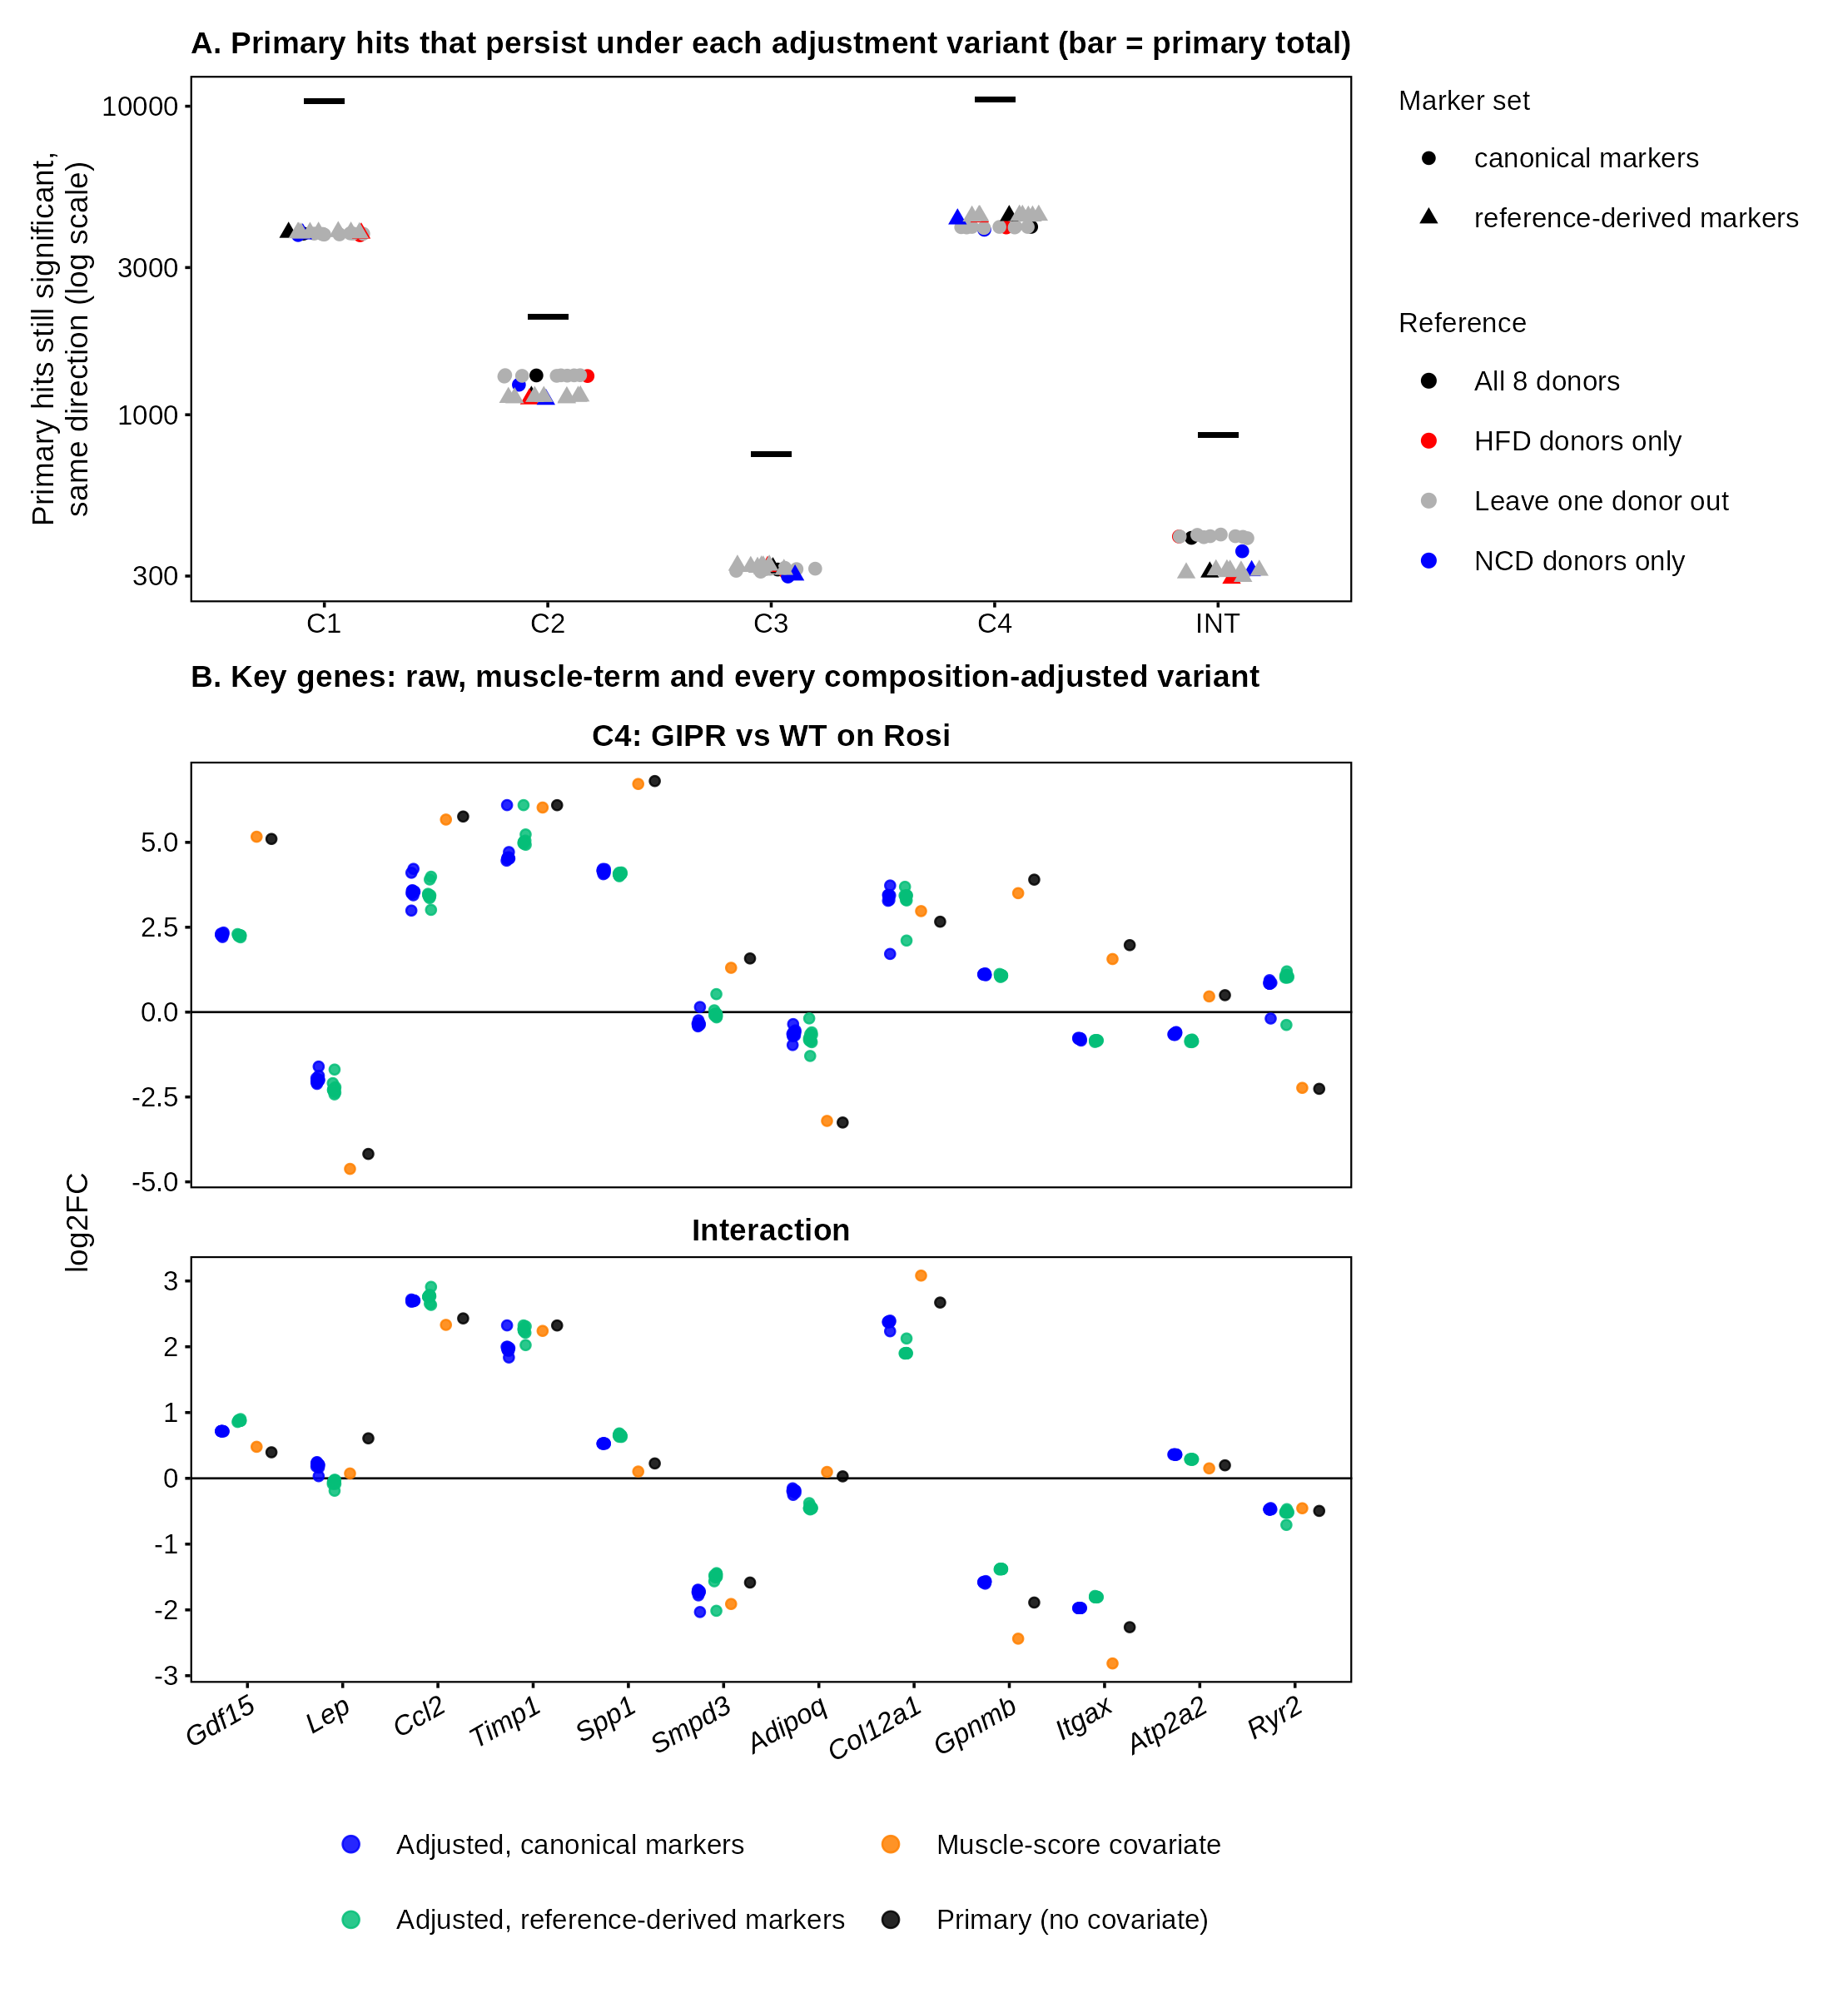 A. Primary hits that persist under each adjustment variant (bar = primary total)
Primary hits still significant,
same direction (log scale)
10000
3000
1000
300
C1
C2
C3
C4
INT
Marker set
canonical markers
reference-derived markers
Reference
All 8 donors
HFD donors only
Leave one donor out
NCD donors only
B. Key genes: raw, muscle-term and every composition-adjusted variant
C4: GIPR vs WT on Rosi
log2FC
5.0
2.5
0.0
-2.5
-5.0
Interaction
3
2
1
0
-1
-2
-3
Gdf15
Lep
Ccl2
Timp1
Spp1
Smpd3
Adipoq
Col12a1
Gpnmb
Itgax
Atp2a2
Ryr2
Adjusted, canonical markers
Muscle-score covariate
Adjusted, reference-derived markers
Primary (no covariate)